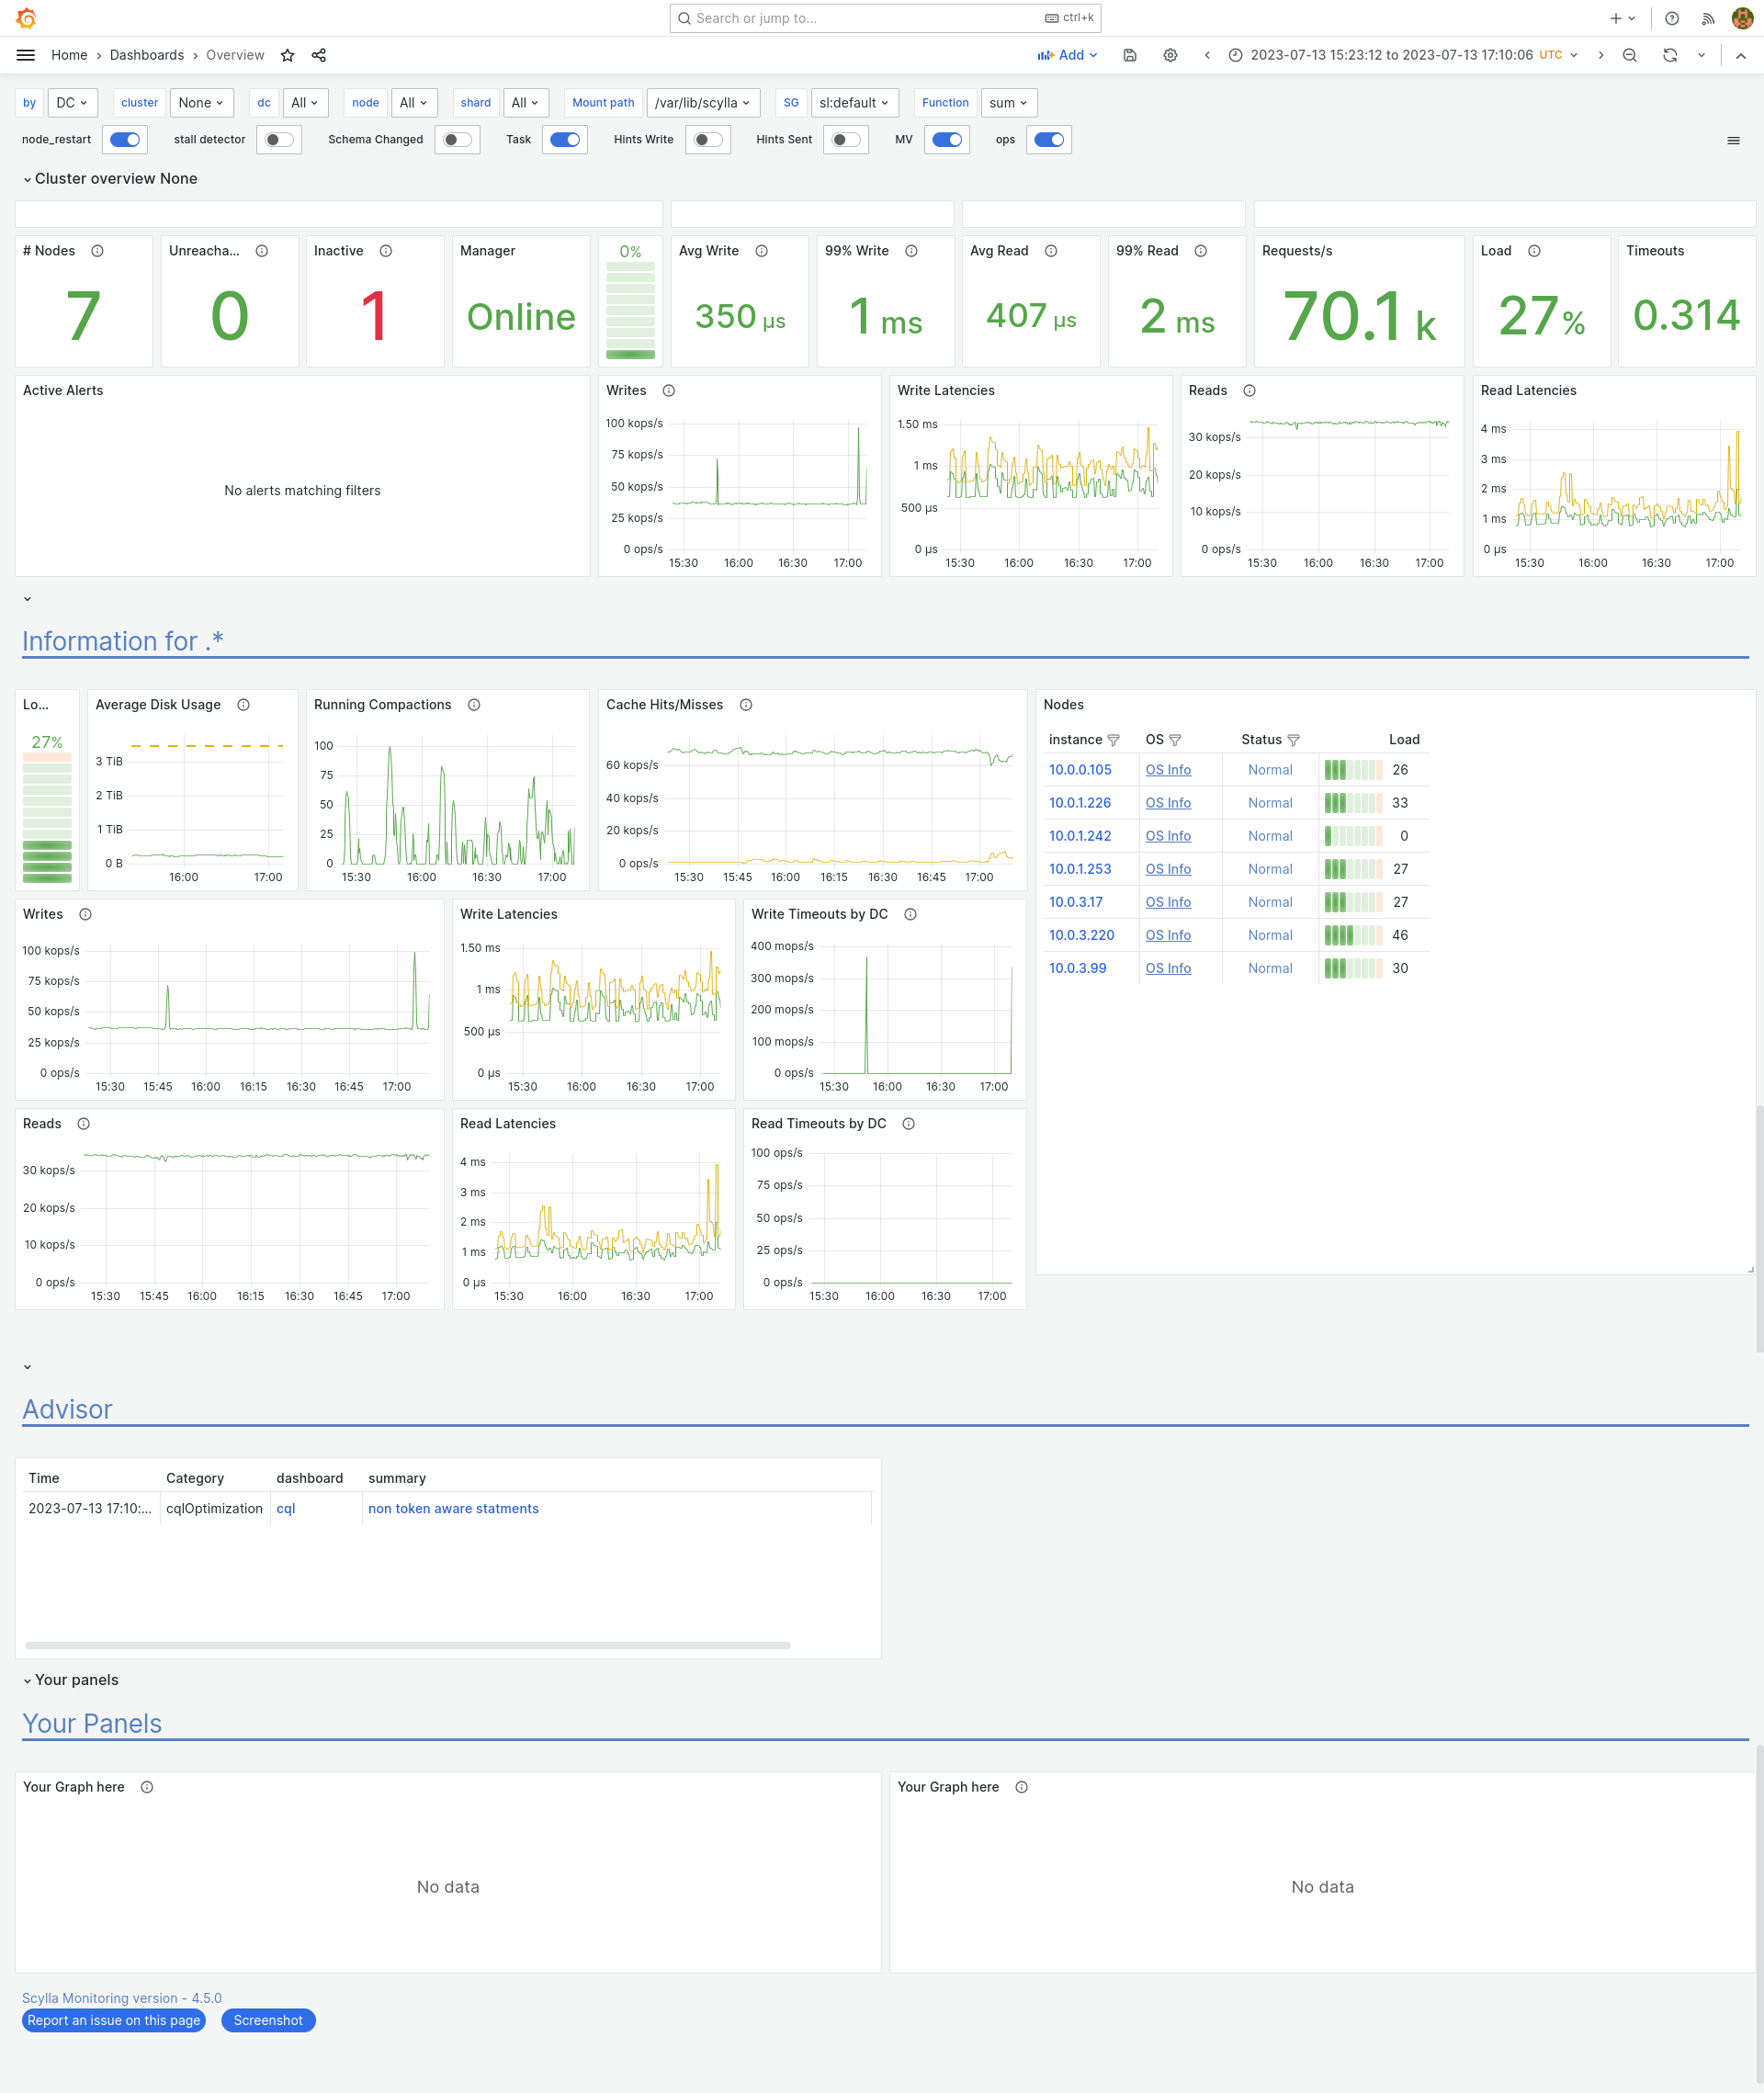 Search or jump to... ctrl+k
Home › Dashboards › Overview Add 2023-07-13 15:23:12 to 2023-07-13 17:10:06 UTC
by DC cluster None dc All node All shard All Mount path /var/lib/scylla SG sl:default Function sum
node_restart stall detector Schema Changed Task Hints Write Hints Sent MV ops
Cluster overview None
# Nodes Unreacha... Inactive Manager 0% Avg Write 99% Write Avg Read 99% Read Requests/s Load Timeouts
7 0 1 Online 350 µs 1 ms 407 µs 2 ms 70.1 k 27% 0.314
Active Alerts
No alerts matching filters
Writes
100 kops/s
75 kops/s
50 kops/s
25 kops/s
0 ops/s
15:30 16:00 16:30 17:00
Write Latencies
1.50 ms
1 ms
500 µs
0 µs
15:30 16:00 16:30 17:00
Reads
30 kops/s
20 kops/s
10 kops/s
0 ops/s
15:30 16:00 16:30 17:00
Read Latencies
4 ms
3 ms
2 ms
1 ms
0 µs
15:30 16:00 16:30 17:00
Information for .*
Lo...
27%
Average Disk Usage
3 TiB
2 TiB
1 TiB
0 B
16:00 17:00
Running Compactions
100
75
50
25
0
15:30 16:00 16:30 17:00
Cache Hits/Misses
60 kops/s
40 kops/s
20 kops/s
0 ops/s
15:30 15:45 16:00 16:15 16:30 16:45 17:00
Nodes
instance OS Status Load
10.0.0.105 OS Info Normal 26
10.0.1.226 OS Info Normal 33
10.0.1.242 OS Info Normal 0
10.0.1.253 OS Info Normal 27
10.0.3.17 OS Info Normal 27
10.0.3.220 OS Info Normal 46
10.0.3.99 OS Info Normal 30
Writes
100 kops/s
75 kops/s
50 kops/s
25 kops/s
0 ops/s
15:30 15:45 16:00 16:15 16:30 16:45 17:00
Write Latencies
1.50 ms
1 ms
500 µs
0 µs
15:30 16:00 16:30 17:00
Write Timeouts by DC
400 mops/s
300 mops/s
200 mops/s
100 mops/s
0 ops/s
15:30 16:00 16:30 17:00
Reads
30 kops/s
20 kops/s
10 kops/s
0 ops/s
15:30 15:45 16:00 16:15 16:30 16:45 17:00
Read Latencies
4 ms
3 ms
2 ms
1 ms
0 µs
15:30 16:00 16:30 17:00
Read Timeouts by DC
100 ops/s
75 ops/s
50 ops/s
25 ops/s
0 ops/s
15:30 16:00 16:30 17:00
Advisor
Time Category dashboard summary
2023-07-13 17:10:... cqlOptimization cql non token aware statments
Your panels
Your Panels
Your Graph here
No data
Your Graph here
No data
Scylla Monitoring version - 4.5.0
Report an issue on this page Screenshot